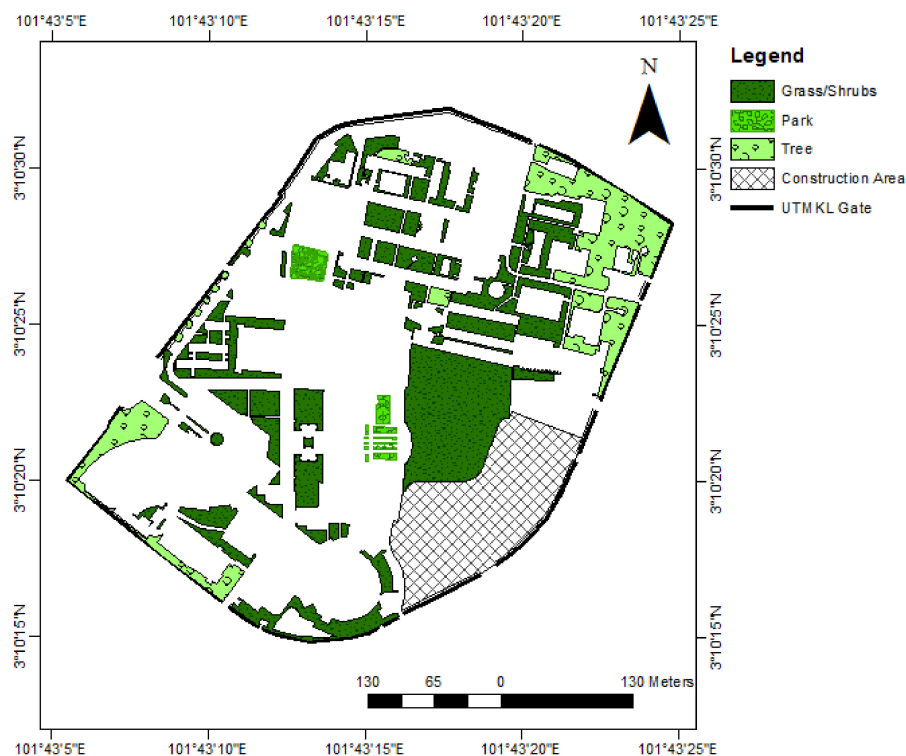 101°43'5"E 101°43'10"E 101°43'15"E 101°43'20"E 101°43'25"E
N
Legend
Grass/Shrubs
Park
Tree
Construction Area
UTMKL Gate
3°10'30"N 3°10'30"N
3°10'25"N 3°10'25"N
3°10'20"N 3°10'20"N
3°10'15"N 3°10'15"N
130 65 0 130 Meters
101°43'5"E 101°43'10"E 101°43'15"E 101°43'20"E 101°43'25"E